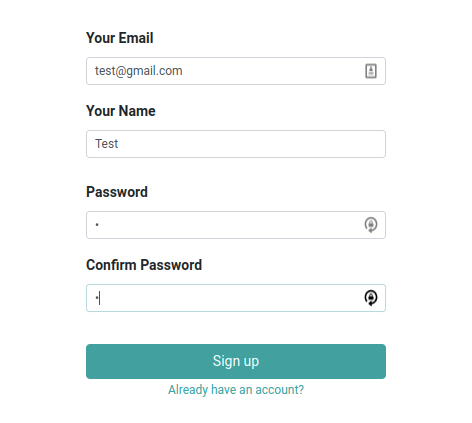 Your Email
test@gmail.com
Your Name
Test
Password
•
Confirm Password
•
Sign up
Already have an account?